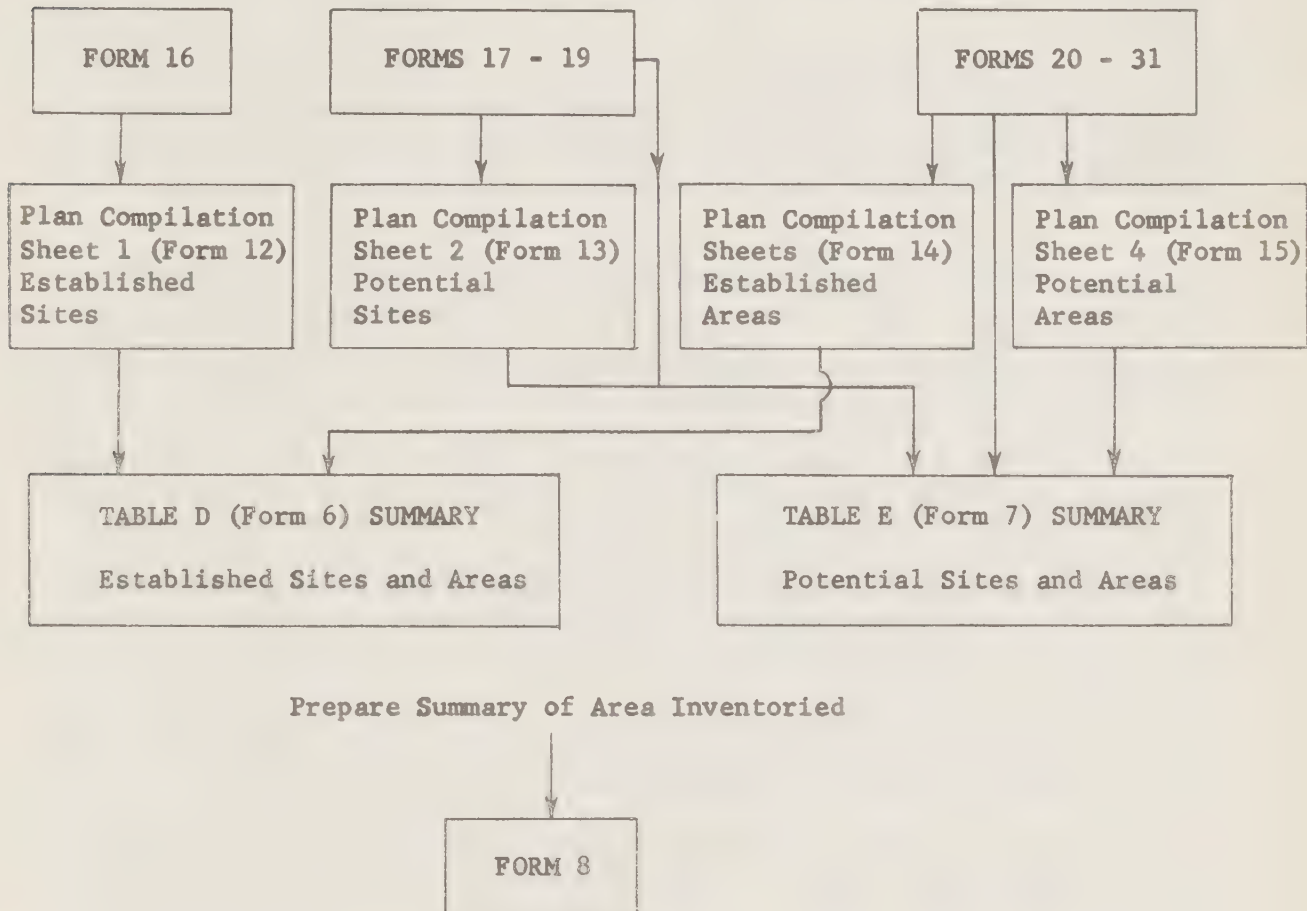 FORM 16
FORMS 17 - 19
FORMS 20 - 31
Plan Compilation
Sheet 1 (Form 12)
Established
Sites
Plan Compilation
Sheet 2 (Form 13)
Potential
Sites
Plan Compilation
Sheets (Form 14)
Established
Areas
Plan Compilation
Sheet 4 (Form 15)
Potential
Areas
TABLE D (Form 6) SUMMARY
Established Sites and Areas
TABLE E (Form 7) SUMMARY
Potential Sites and Areas
Prepare Summary of Area Inventoried
FORM 8